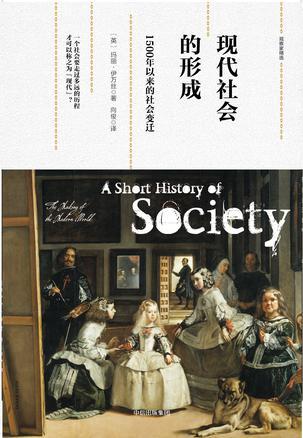 现代社会
的形成
1500年以来的社会变迁
［英］玛丽·伊万丝 著
向俊 译
一个社会要走过多远的历程
才可以称之为“现代”？
A Short History of
Society
The Making of
the Modern World
中信出版集团